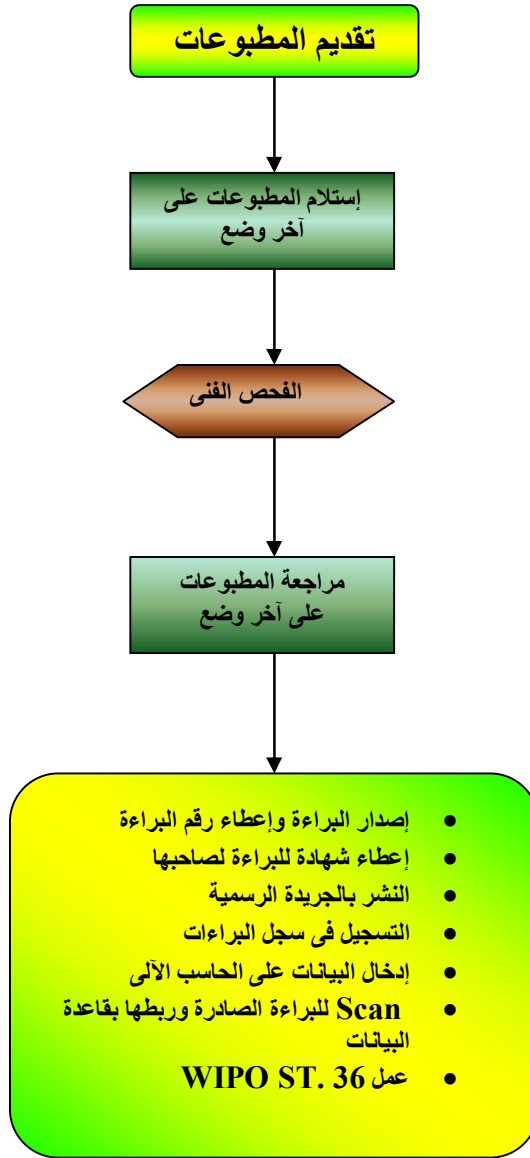 تقديم المطبوعات
إستلام المطبوعات على
آخر وضع
الفحص الفنى
مراجعة المطبوعات
على آخر وضع
• إصدار البراءة وإعطاء رقم البراءة
• إعطاء شهادة للبراءة لصاحبها
• النشر بالجريدة الرسمية
• التسجيل فى سجل البراءات
• إدخال البيانات على الحاسب الآلى
• Scan للبراءة الصادرة وربطها بقاعدة
البيانات
• عمل WIPO ST. 36